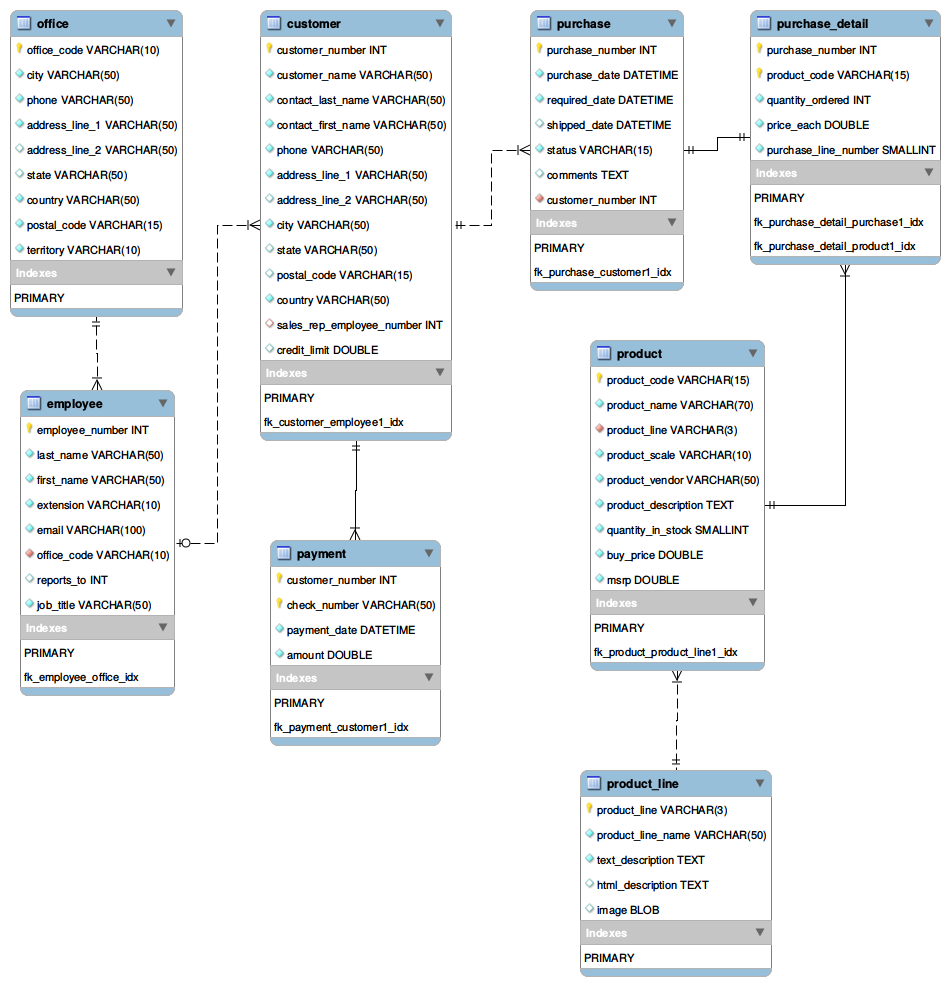 office
office_code VARCHAR(10)
city VARCHAR(50)
phone VARCHAR(50)
address_line_1 VARCHAR(50)
address_line_2 VARCHAR(50)
state VARCHAR(50)
country VARCHAR(50)
postal_code VARCHAR(15)
territory VARCHAR(10)
Indexes
PRIMARY
customer
customer_number INT
customer_name VARCHAR(50)
contact_last_name VARCHAR(50)
contact_first_name VARCHAR(50)
phone VARCHAR(50)
address_line_1 VARCHAR(50)
address_line_2 VARCHAR(50)
city VARCHAR(50)
state VARCHAR(50)
postal_code VARCHAR(15)
country VARCHAR(50)
sales_rep_employee_number INT
credit_limit DOUBLE
Indexes
PRIMARY
fk_customer_employee1_idx
purchase
purchase_number INT
purchase_date DATETIME
required_date DATETIME
shipped_date DATETIME
status VARCHAR(15)
comments TEXT
customer_number INT
Indexes
PRIMARY
fk_purchase_customer1_idx
purchase_detail
purchase_number INT
product_code VARCHAR(15)
quantity_ordered INT
price_each DOUBLE
purchase_line_number SMALLINT
Indexes
PRIMARY
fk_purchase_detail_purchase1_idx
fk_purchase_detail_product1_idx
employee
employee_number INT
last_name VARCHAR(50)
first_name VARCHAR(50)
extension VARCHAR(10)
email VARCHAR(100)
office_code VARCHAR(10)
reports_to INT
job_title VARCHAR(50)
Indexes
PRIMARY
fk_employee_office_idx
payment
customer_number INT
check_number VARCHAR(50)
payment_date DATETIME
amount DOUBLE
Indexes
PRIMARY
fk_payment_customer1_idx
product
product_code VARCHAR(15)
product_name VARCHAR(70)
product_line VARCHAR(3)
product_scale VARCHAR(10)
product_vendor VARCHAR(50)
product_description TEXT
quantity_in_stock SMALLINT
buy_price DOUBLE
msrp DOUBLE
Indexes
PRIMARY
fk_product_product_line1_idx
product_line
product_line VARCHAR(3)
product_line_name VARCHAR(50)
text_description TEXT
html_description TEXT
image BLOB
Indexes
PRIMARY